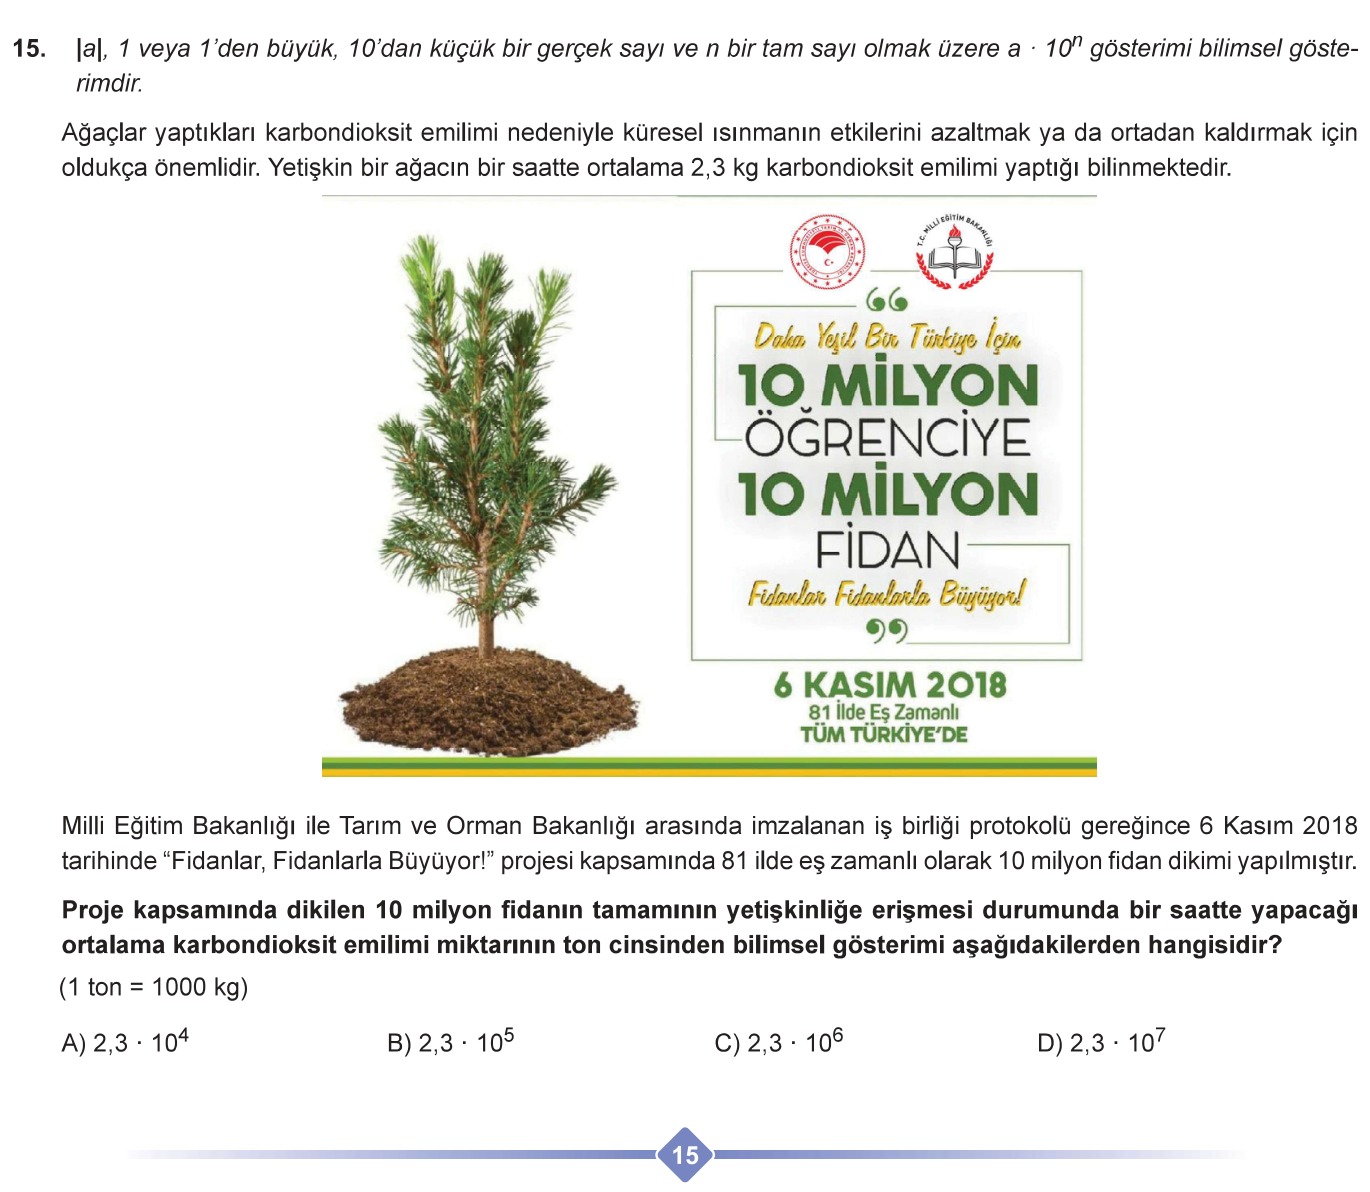 15. |a|, 1 veya 1’den büyük, 10’dan küçük bir gerçek sayı ve n bir tam sayı olmak üzere a · 10ⁿ gösterimi bilimsel göste-
rimdir.
Ağaçlar yaptıkları karbondioksit emilimi nedeniyle küresel ısınmanın etkilerini azaltmak ya da ortadan kaldırmak için
oldukça önemlidir. Yetişkin bir ağacın bir saatte ortalama 2,3 kg karbondioksit emilimi yaptığı bilinmektedir.
T.C. MİLLİ EĞİTİM BAKANLIĞI
“
Daha Yeşil Bir Türkiye İçin
10 MİLYON
ÖĞRENCİYE
10 MİLYON
FİDAN
Fidanlar Fidanlarla Büyüyor!
”
6 KASIM 2018
81 İlde Eş Zamanlı
TÜM TÜRKİYE’DE
Milli Eğitim Bakanlığı ile Tarım ve Orman Bakanlığı arasında imzalanan iş birliği protokolü gereğince 6 Kasım 2018
tarihinde “Fidanlar, Fidanlarla Büyüyor!” projesi kapsamında 81 ilde eş zamanlı olarak 10 milyon fidan dikimi yapılmıştır.
Proje kapsamında dikilen 10 milyon fidanın tamamının yetişkinliğe erişmesi durumunda bir saatte yapacağı
ortalama karbondioksit emilimi miktarının ton cinsinden bilimsel gösterimi aşağıdakilerden hangisidir?
(1 ton = 1000 kg)
A) 2,3 · 10⁴ B) 2,3 · 10⁵ C) 2,3 · 10⁶ D) 2,3 · 10⁷
15